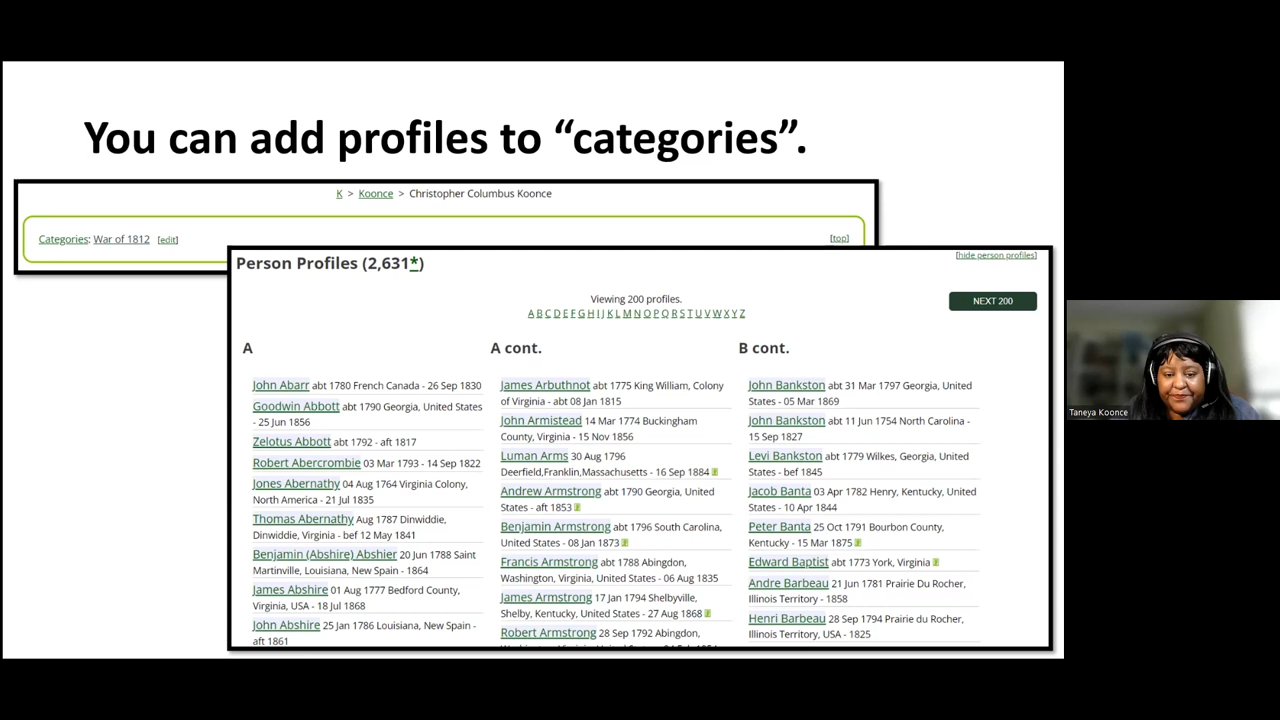 You can add profiles to “categories”.
K > Koonce > Christopher Columbus Koonce
Categories: War of 1812 [edit]
[top]
Person Profiles (2,631*)
[hide person profiles]
Viewing 200 profiles.
A B C D E F G H I J K L M N O P Q R S T U V W X Y Z
NEXT 200
A
John Abarr abt 1780 French Canada - 26 Sep 1830
Goodwin Abbott abt 1790 Georgia, United States
- 25 Jun 1856
Zelotus Abbott abt 1792 - aft 1817
Robert Abercrombie 03 Mar 1793 - 14 Sep 1822
Jones Abernathy 04 Aug 1764 Virginia Colony,
North America - 21 Jul 1835
Thomas Abernathy Aug 1787 Dinwiddie,
Dinwiddie, Virginia - bef 12 May 1841
Benjamin (Abshire) Abshier 20 Jun 1788 Saint
Martinville, Louisiana, New Spain - 1864
James Abshire 01 Aug 1777 Bedford County,
Virginia, USA - 18 Jul 1868
John Abshire 25 Jan 1786 Louisiana, New Spain -
aft 1861
A cont.
James Arbuthnot abt 1775 King William, Colony
of Virginia - abt 08 Jan 1815
John Armistead 14 Mar 1774 Buckingham
County, Virginia - 15 Nov 1856
Luman Arms 30 Aug 1796
Deerfield,Franklin,Massachusetts - 16 Sep 1884
Andrew Armstrong abt 1790 Georgia, United
States - aft 1853
Benjamin Armstrong abt 1796 South Carolina,
United States - 08 Jan 1873
Francis Armstrong abt 1788 Abingdon,
Washington, Virginia, United States - 06 Aug 1835
James Armstrong 17 Jan 1794 Shelbyville,
Shelby, Kentucky, United States - 27 Aug 1868
Robert Armstrong 28 Sep 1792 Abingdon,
B cont.
John Bankston abt 31 Mar 1797 Georgia, United
States - 05 Mar 1869
John Bankston abt 11 Jun 1754 North Carolina -
15 Sep 1827
Levi Bankston abt 1779 Wilkes, Georgia, United
States - bef 1845
Jacob Banta 03 Apr 1782 Henry, Kentucky, United
States - 10 Apr 1844
Peter Banta 25 Oct 1791 Bourbon County,
Kentucky - 15 Mar 1875
Edward Baptist abt 1773 York, Virginia
Andre Barbeau 21 Jun 1781 Prairie Du Rocher,
Illinois Territory - 1858
Henri Barbeau 28 Sep 1794 Prairie du Rocher,
Illinois Territory, USA - 1825
Taneya Koonce